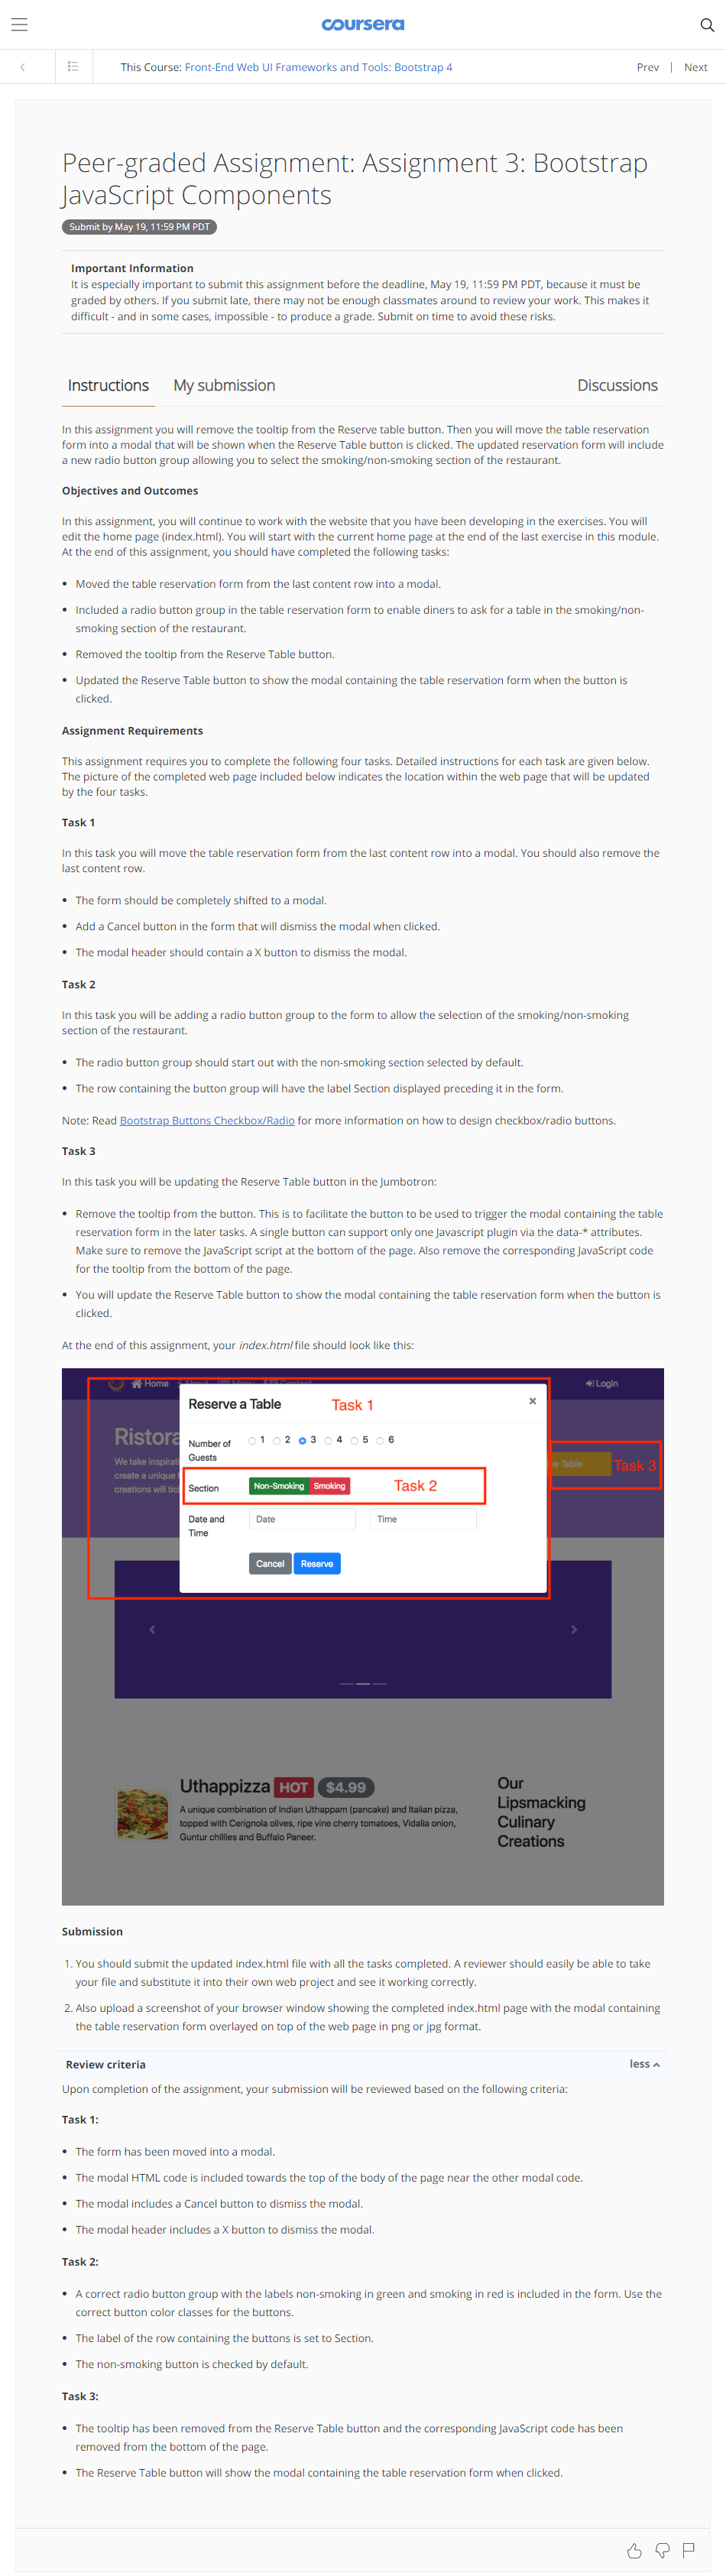 coursera
This Course: Front-End Web UI Frameworks and Tools: Bootstrap 4
Prev | Next
Peer-graded Assignment: Assignment 3: Bootstrap
JavaScript Components
Submit by May 19, 11:59 PM PDT
Important Information
It is especially important to submit this assignment before the deadline, May 19, 11:59 PM PDT, because it must be
graded by others. If you submit late, there may not be enough classmates around to review your work. This makes it
difficult - and in some cases, impossible - to produce a grade. Submit on time to avoid these risks.
Instructions
My submission
Discussions
In this assignment you will remove the tooltip from the Reserve table button. Then you will move the table reservation
form into a modal that will be shown when the Reserve Table button is clicked. The updated reservation form will include
a new radio button group allowing you to select the smoking/non-smoking section of the restaurant.
Objectives and Outcomes
In this assignment, you will continue to work with the website that you have been developing in the exercises. You will
edit the home page (index.html). You will start with the current home page at the end of the last exercise in this module.
At the end of this assignment, you should have completed the following tasks:
• Moved the table reservation form from the last content row into a modal.
• Included a radio button group in the table reservation form to enable diners to ask for a table in the smoking/non-
smoking section of the restaurant.
• Removed the tooltip from the Reserve Table button.
• Updated the Reserve Table button to show the modal containing the table reservation form when the button is
clicked.
Assignment Requirements
This assignment requires you to complete the following four tasks. Detailed instructions for each task are given below.
The picture of the completed web page included below indicates the location within the web page that will be updated
by the four tasks.
Task 1
In this task you will move the table reservation form from the last content row into a modal. You should also remove the
last content row.
• The form should be completely shifted to a modal.
• Add a Cancel button in the form that will dismiss the modal when clicked.
• The modal header should contain a X button to dismiss the modal.
Task 2
In this task you will be adding a radio button group to the form to allow the selection of the smoking/non-smoking
section of the restaurant.
• The radio button group should start out with the non-smoking section selected by default.
• The row containing the button group will have the label Section displayed preceding it in the form.
Note: Read Bootstrap Buttons Checkbox/Radio for more information on how to design checkbox/radio buttons.
Task 3
In this task you will be updating the Reserve Table button in the Jumbotron:
• Remove the tooltip from the button. This is to facilitate the button to be used to trigger the modal containing the table
reservation form in the later tasks. A single button can support only one Javascript plugin via the data-* attributes.
Make sure to remove the JavaScript script at the bottom of the page. Also remove the corresponding JavaScript code
for the tooltip from the bottom of the page.
• You will update the Reserve Table button to show the modal containing the table reservation form when the button is
clicked.
At the end of this assignment, your index.html file should look like this:
Home
Login
Reserve a Table
Task 1
×
Ristora
We take inspirati
create a unique
creations will tic
Number of
Guests
1 2 3 4 5 6
e Table
Task 3
Section
Non-Smoking Smoking
Task 2
Date and
Time
Date
Time
Cancel Reserve
Uthappizza HOT $4.99
A unique combination of Indian Uthappam (pancake) and Italian pizza,
topped with Cerignola olives, ripe vine cherry tomatoes, Vidalia onion,
Guntur chillies and Buffalo Paneer.
Our
Lipsmacking
Culinary
Creations
Submission
1. You should submit the updated index.html file with all the tasks completed. A reviewer should easily be able to take
your file and substitute it into their own web project and see it working correctly.
2. Also upload a screenshot of your browser window showing the completed index.html page with the modal containing
the table reservation form overlayed on top of the web page in png or jpg format.
Review criteria
less
Upon completion of the assignment, your submission will be reviewed based on the following criteria:
Task 1:
• The form has been moved into a modal.
• The modal HTML code is included towards the top of the body of the page near the other modal code.
• The modal includes a Cancel button to dismiss the modal.
• The modal header includes a X button to dismiss the modal.
Task 2:
• A correct radio button group with the labels non-smoking in green and smoking in red is included in the form. Use the
correct button color classes for the buttons.
• The label of the row containing the buttons is set to Section.
• The non-smoking button is checked by default.
Task 3:
• The tooltip has been removed from the Reserve Table button and the corresponding JavaScript code has been
removed from the bottom of the page.
• The Reserve Table button will show the modal containing the table reservation form when clicked.